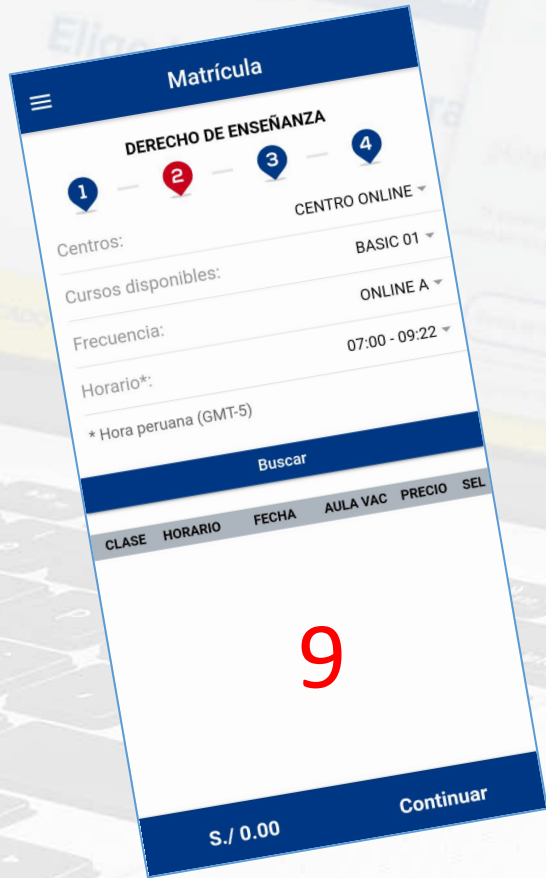 Matrícula
DERECHO DE ENSEÑANZA
1 2 3 4
Centros: CENTRO ONLINE
Cursos disponibles: BASIC 01
Frecuencia: ONLINE A
Horario*: 07:00 - 09:22
* Hora peruana (GMT-5)
Buscar
CLASE HORARIO FECHA AULA VAC PRECIO SEL
9
S./ 0.00 Continuar